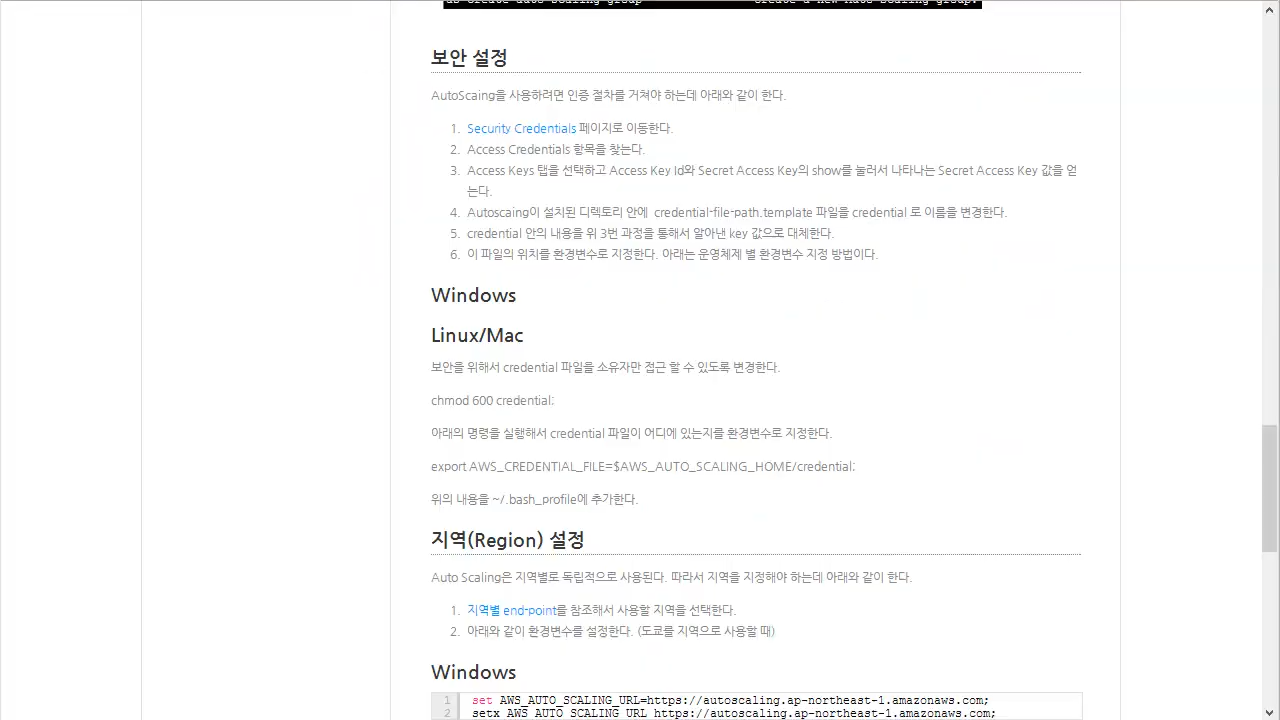 as-create-auto-scaling-group Create a new Auto Scaling group.
보안 설정
AutoScaing을 사용하려면 인증 절차를 거쳐야 하는데 아래와 같이 한다.
1. Security Credentials 페이지로 이동한다.
2. Access Credentials 항목을 찾는다.
3. Access Keys 탭을 선택하고 Access Key Id와 Secret Access Key의 show를 눌러서 나타나는 Secret Access Key 값을 얻
는다.
4. Autoscaing이 설치된 디렉토리 안에 credential-file-path.template 파일을 credential 로 이름을 변경한다.
5. credential 안의 내용을 위 3번 과정을 통해서 알아낸 key 값으로 대체한다.
6. 이 파일의 위치를 환경변수로 지정한다. 아래는 운영체제 별 환경변수 지정 방법이다.
Windows
Linux/Mac
보안을 위해서 credential 파일을 소유자만 접근 할 수 있도록 변경한다.
chmod 600 credential;
아래의 명령을 실행해서 credential 파일이 어디에 있는지를 환경변수로 지정한다.
export AWS_CREDENTIAL_FILE=$AWS_AUTO_SCALING_HOME/credential;
위의 내용을 ~/.bash_profile에 추가한다.
지역(Region) 설정
Auto Scaling은 지역별로 독립적으로 사용된다. 따라서 지역을 지정해야 하는데 아래와 같이 한다.
1. 지역별 end-point를 참조해서 사용할 지역을 선택한다.
2. 아래와 같이 환경변수를 설정한다. (도쿄를 지역으로 사용할 때)
Windows
1 set AWS_AUTO_SCALING_URL=https://autoscaling.ap-northeast-1.amazonaws.com;
2 setx AWS_AUTO_SCALING_URL https://autoscaling.ap-northeast-1.amazonaws.com;